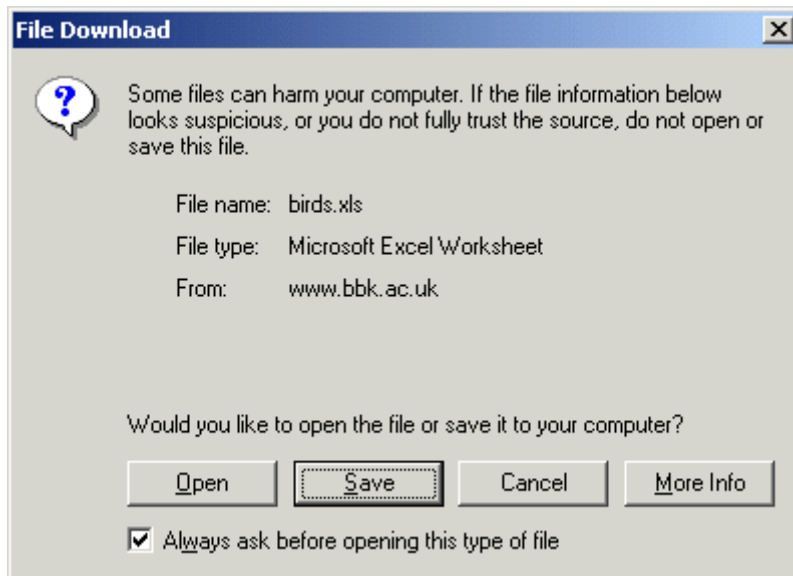 File Download
Some files can harm your computer. If the file information below
looks suspicious, or you do not fully trust the source, do not open or
save this file.
File name: birds.xls
File type: Microsoft Excel Worksheet
From: www.bbk.ac.uk
Would you like to open the file or save it to your computer?
Open Save Cancel More Info
Always ask before opening this type of file